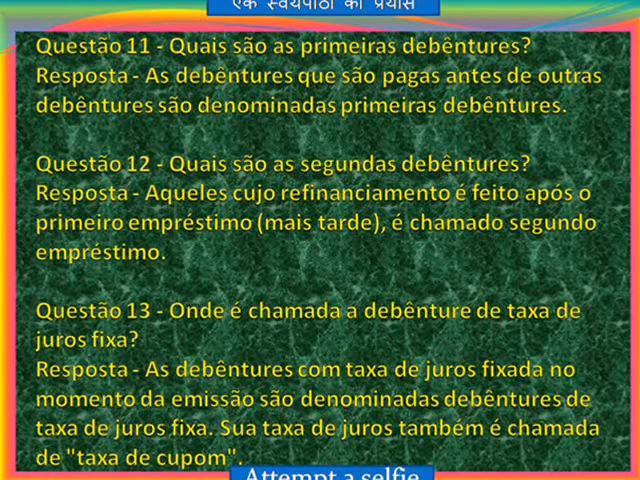 एक स्वयंपाठी का प्रयास
Questão 11 - Quais são as primeiras debêntures?
Resposta - As debêntures que são pagas antes de outras
debêntures são denominadas primeiras debêntures.
Questão 12 - Quais são as segundas debêntures?
Resposta - Aqueles cujo refinanciamento é feito após o
primeiro empréstimo (mais tarde), é chamado segundo
empréstimo.
Questão 13 - Onde é chamada a debênture de taxa de
juros fixa?
Resposta - As debêntures com taxa de juros fixada no
momento da emissão são denominadas debêntures de
taxa de juros fixa. Sua taxa de juros também é chamada
de "taxa de cupom".
Attempt a selfie